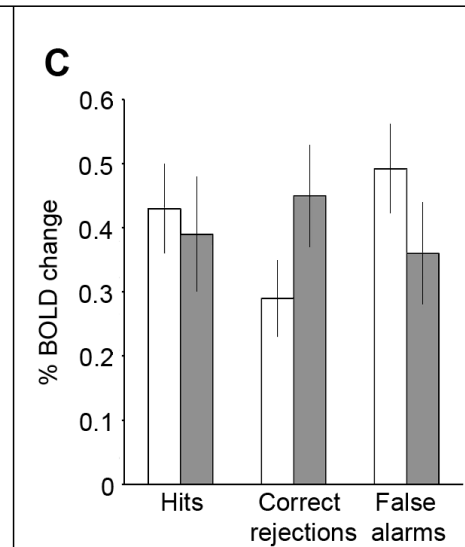 C
% BOLD change
0.6
0.5
0.4
0.3
0.2
0.1
0
Hits
Correct
rejections
False
alarms